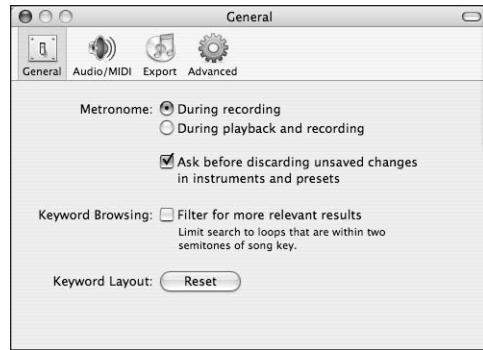 General
General Audio/MIDI Export Advanced
Metronome: During recording
During playback and recording
Ask before discarding unsaved changes
in instruments and presets
Keyword Browsing: Filter for more relevant results
Limit search to loops that are within two
semitones of song key.
Keyword Layout: Reset